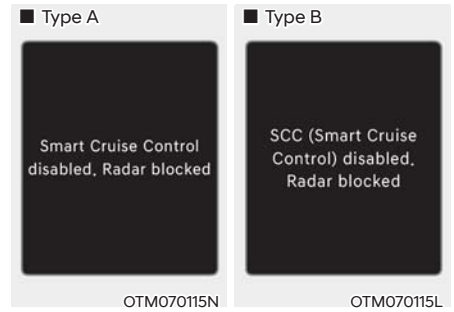 ■ Type A
Smart Cruise Control
disabled. Radar blocked
OTM070115N
■ Type B
SCC (Smart Cruise
Control) disabled.
Radar blocked
OTM070115L